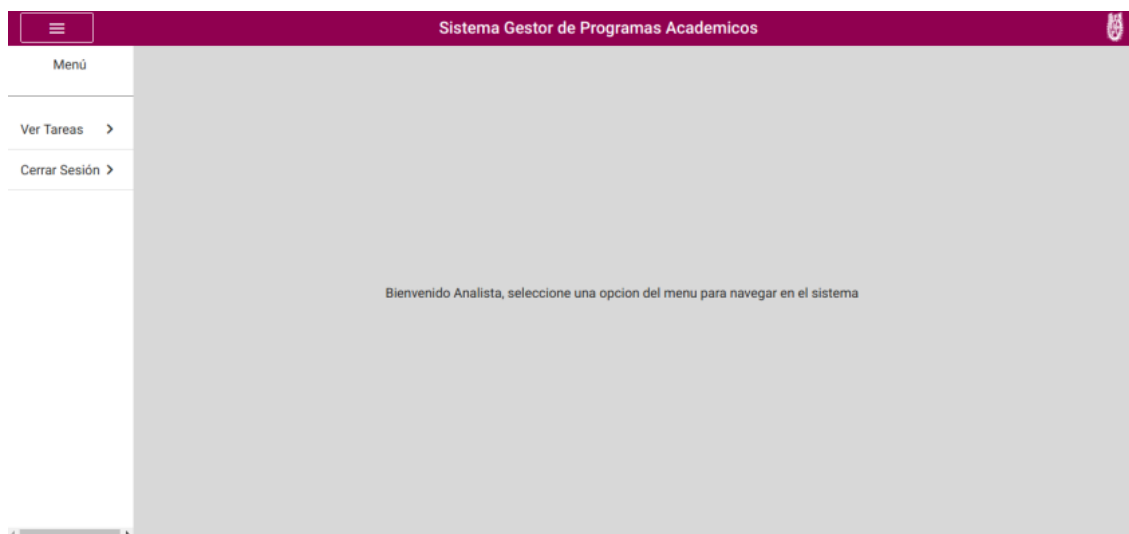 Sistema Gestor de Programas Academicos
Menú
Ver Tareas
Cerrar Sesión
Bienvenido Analista, seleccione una opcion del menu para navegar en el sistema